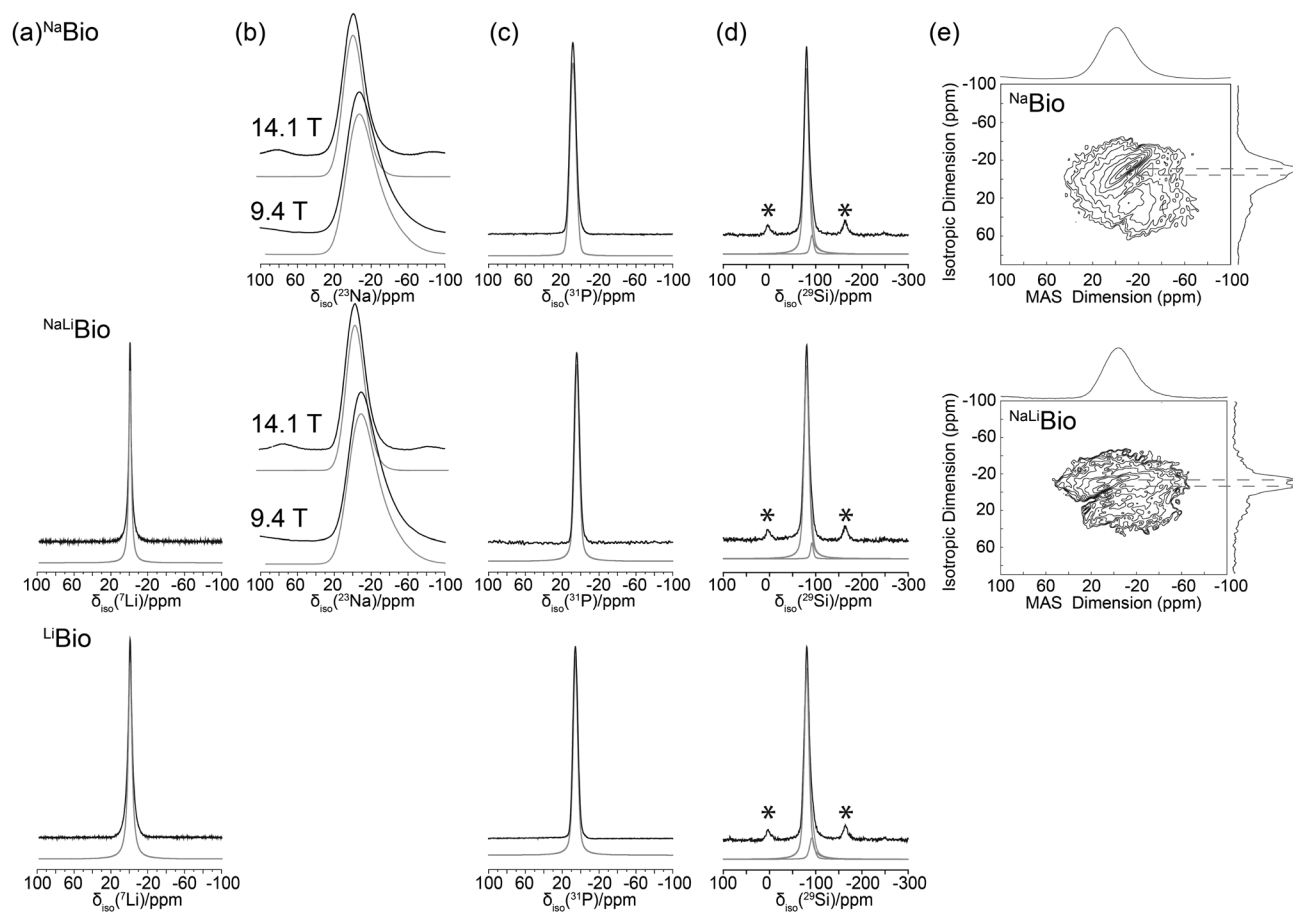 (a) NaBio (b) (c) (d) (e)
14.1 T
9.4 T
* *
100 60 20 -20 -60 -100
δiso(23Na)/ppm
100 60 20 -20 -60 -100
δiso(31P)/ppm
100 0 -100 -200 -300
δiso(29Si)/ppm
NaBio
Isotropic Dimension (ppm)
-100
-60
-20
20
60
100 60 20 -20 -60 -100
MAS Dimension (ppm)
NaLiBio
14.1 T
9.4 T
* *
100 60 20 -20 -60 -100
δiso(7Li)/ppm
100 60 20 -20 -60 -100
δiso(23Na)/ppm
100 60 20 -20 -60 -100
δiso(31P)/ppm
100 0 -100 -200 -300
δiso(29Si)/ppm
NaLiBio
Isotropic Dimension (ppm)
-100
-60
-20
20
60
100 60 20 -20 -60 -100
MAS Dimension (ppm)
LiBio
* *
100 60 20 -20 -60 -100
δiso(7Li)/ppm
100 60 20 -20 -60 -100
δiso(31P)/ppm
100 0 -100 -200 -300
δiso(29Si)/ppm